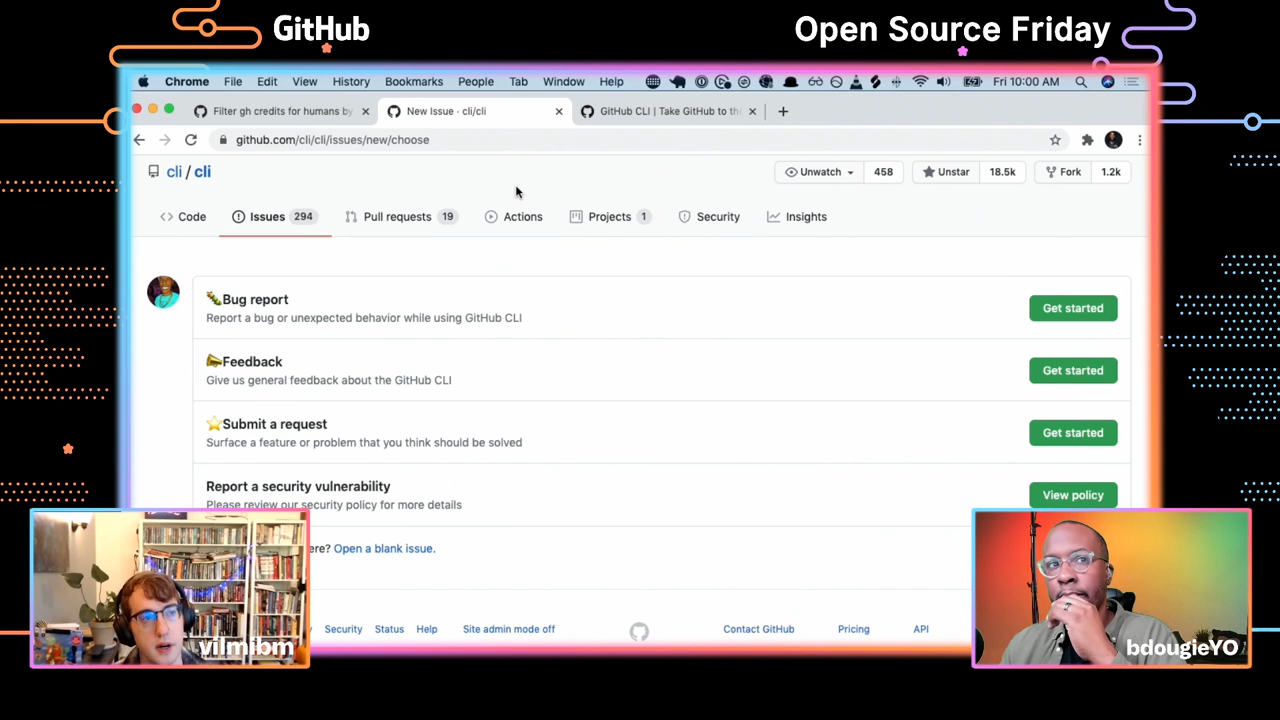 GitHub
Open Source Friday
Chrome File Edit View History Bookmarks People Tab Window Help Fri 10:00 AM
Filter gh credits for humans by
New Issue · cli/cli
GitHub CLI | Take GitHub to the
github.com/cli/cli/issues/new/choose
cli / cli
Unwatch 458 Unstar 18.5k Fork 1.2k
Code Issues 294 Pull requests 19 Actions Projects 1 Security Insights
Bug report
Report a bug or unexpected behavior while using GitHub CLI
Get started
Feedback
Give us general feedback about the GitHub CLI
Get started
Submit a request
Surface a feature or problem that you think should be solved
Get started
Report a security vulnerability
Please review our security policy for more details
View policy
ere? Open a blank issue.
Security Status Help Site admin mode off Contact GitHub Pricing API
vilmibm
bdougieYO